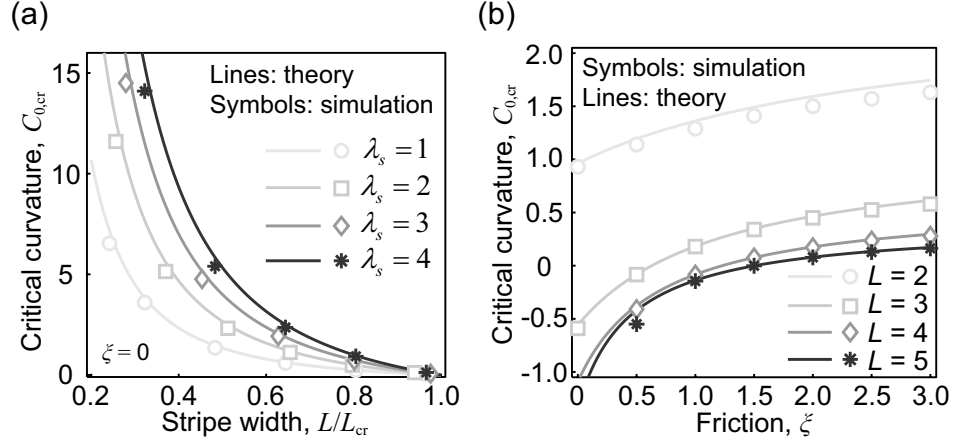 (a)
Lines: theory
Symbols: simulation
λs = 1
λs = 2
λs = 3
λs = 4
ξ = 0
Critical curvature, C0,cr
15
10
5
0
0.2 0.4 0.6 0.8 1.0
Stripe width, L/Lcr
(b)
Symbols: simulation
Lines: theory
L = 2
L = 3
L = 4
L = 5
Critical curvature, C0,cr
2.0
1.5
1.0
0.5
0
-0.5
-1.0
0 0.5 1.0 1.5 2.0 2.5 3.0
Friction, ξ